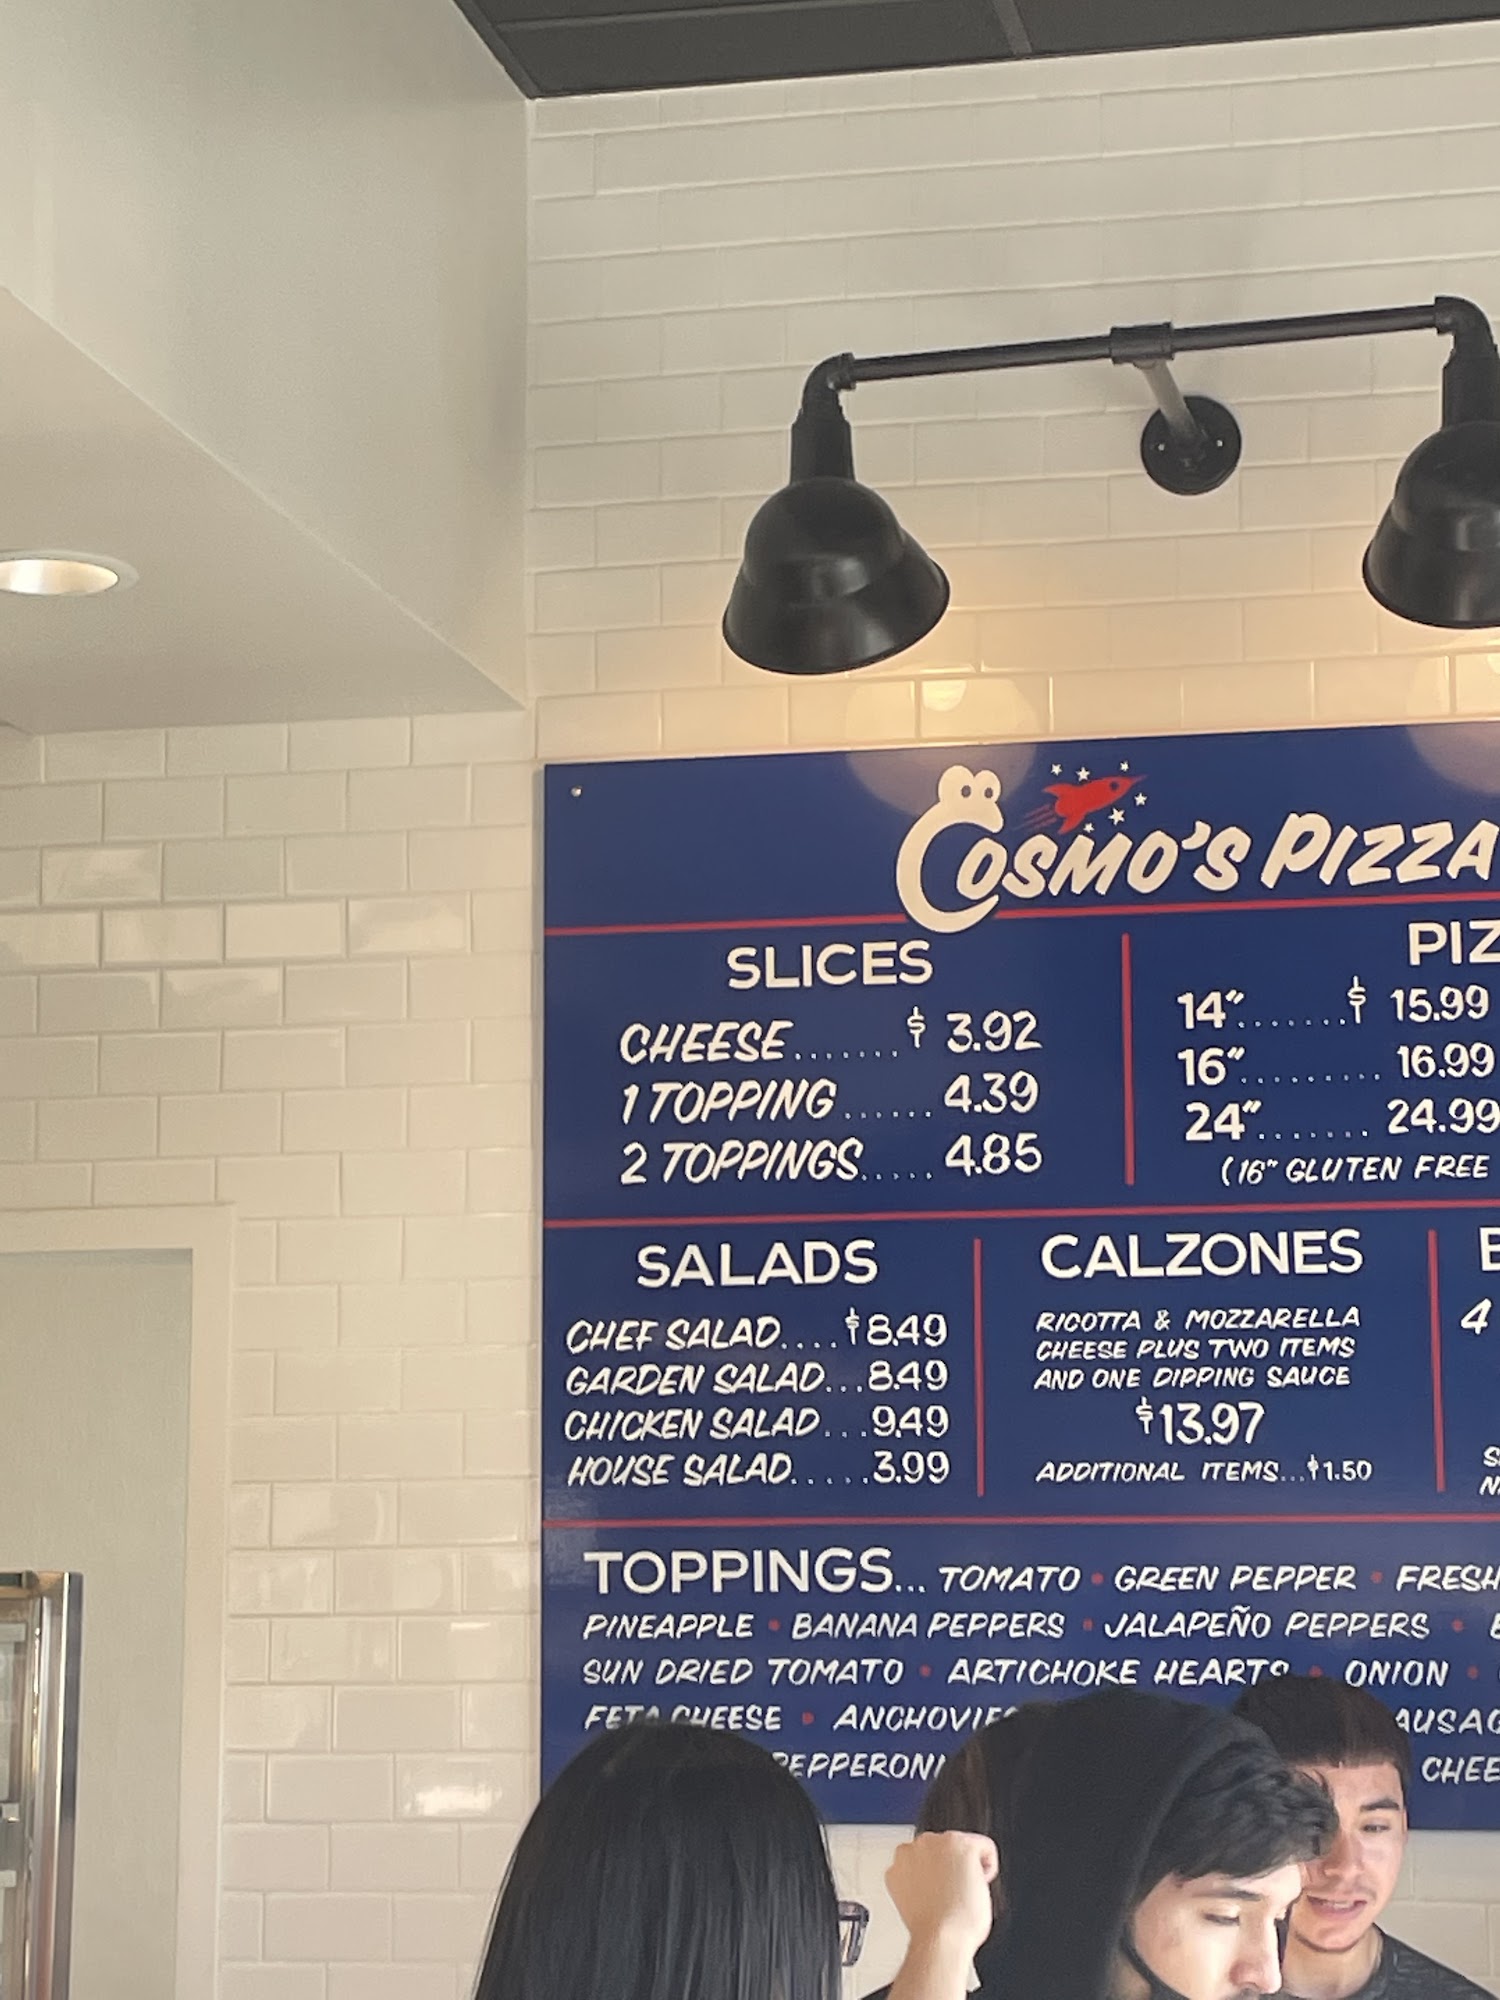 COSMO'S PIZZA
SLICES
CHEESE.......$ 3.92
1 TOPPING......4.39
2 TOPPINGS.....4.85
14".......$ 15.99
16".........16.99
24".......24.99
(16" GLUTEN FREE
SALADS
CHEF SALAD....$8.49
GARDEN SALAD...8.49
CHICKEN SALAD...9.49
HOUSE SALAD.....3.99
CALZONES
RICOTTA & MOZZARELLA
CHEESE PLUS TWO ITEMS
AND ONE DIPPING SAUCE
$13.97
ADDITIONAL ITEMS...$1.50
4
TOPPINGS... TOMATO • GREEN PEPPER • FRESH
PINEAPPLE • BANANA PEPPERS • JALAPEÑO PEPPERS •
SUN DRIED TOMATO • ARTICHOKE HEARTS • ONION •
FETA CHEESE • ANCHOVIES
PEPPERONI